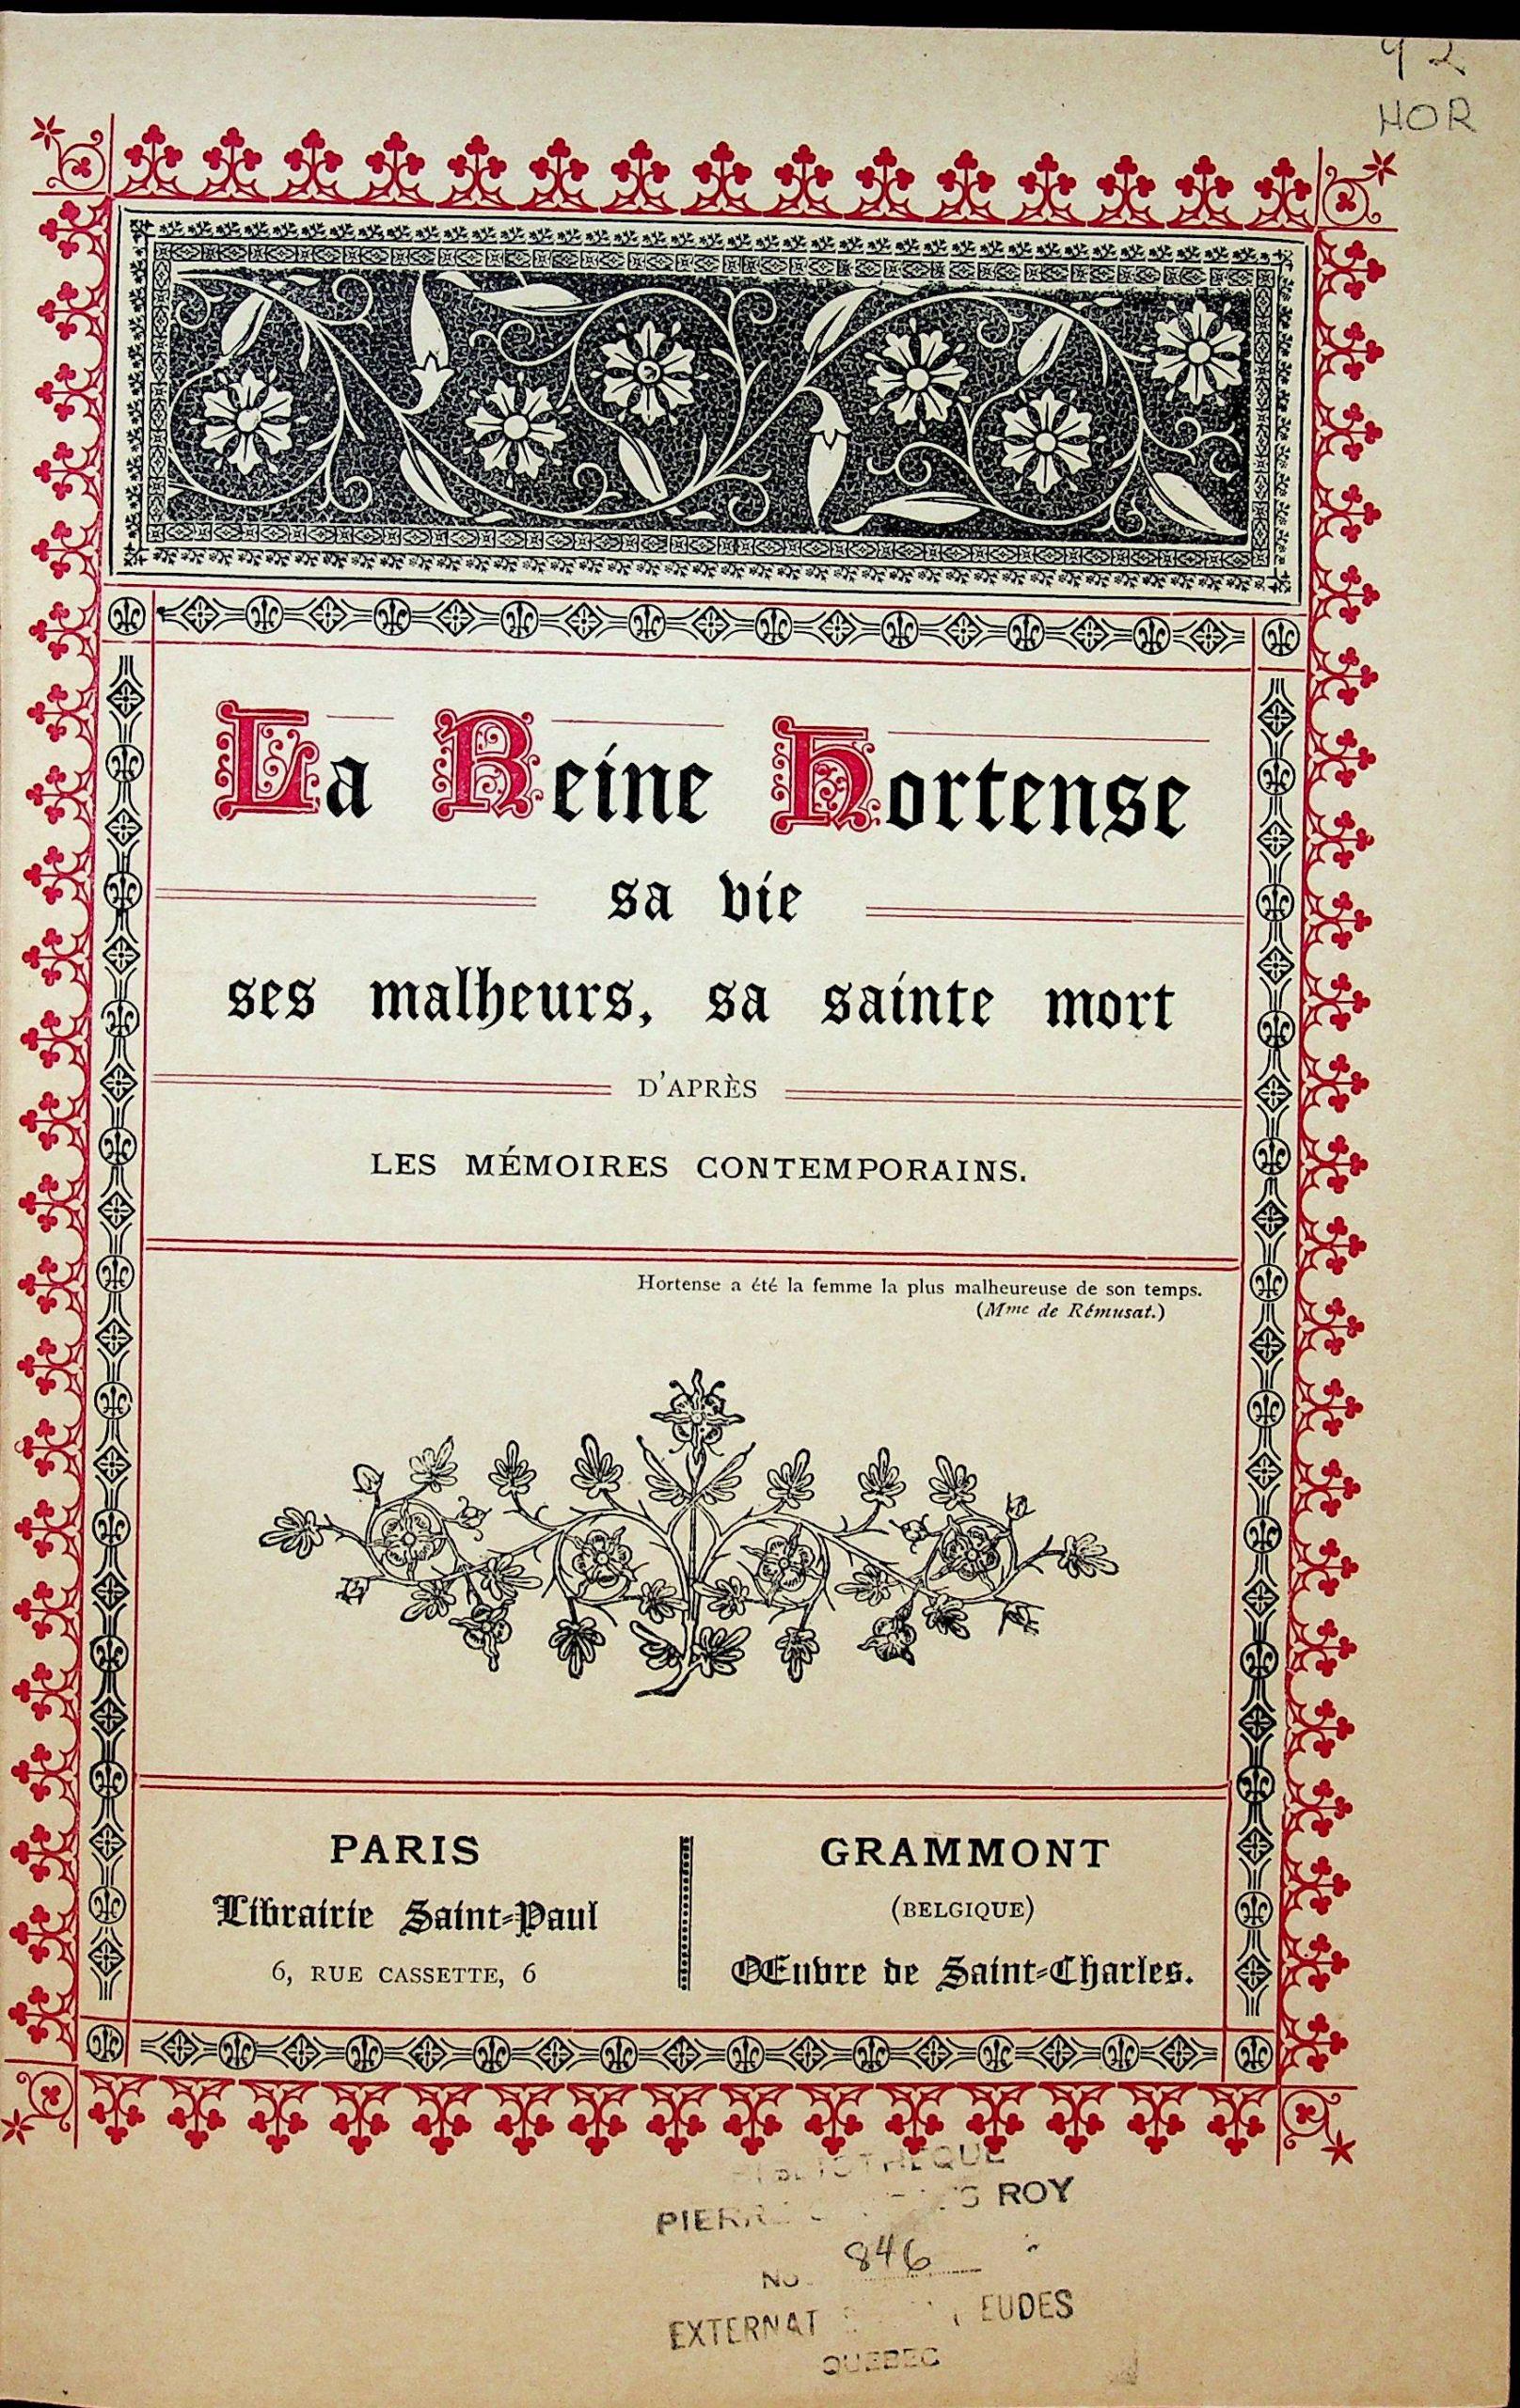 92
HOR
La Reine Hortense
sa vie
ses malheurs, sa sainte mort
D'APRÈS
LES MÉMOIRES CONTEMPORAINS.
Hortense a été la femme la plus malheureuse de son temps.
(Mme de Rémusat.)
PARIS
Librairie Saint-Paul
6, RUE CASSETTE, 6
GRAMMONT
(BELGIQUE)
Œuvre de Saint-Charles.
BIBLIOTHEQUE
ROY
NO. 846
EXTERNAT EUDES
QUEBEC